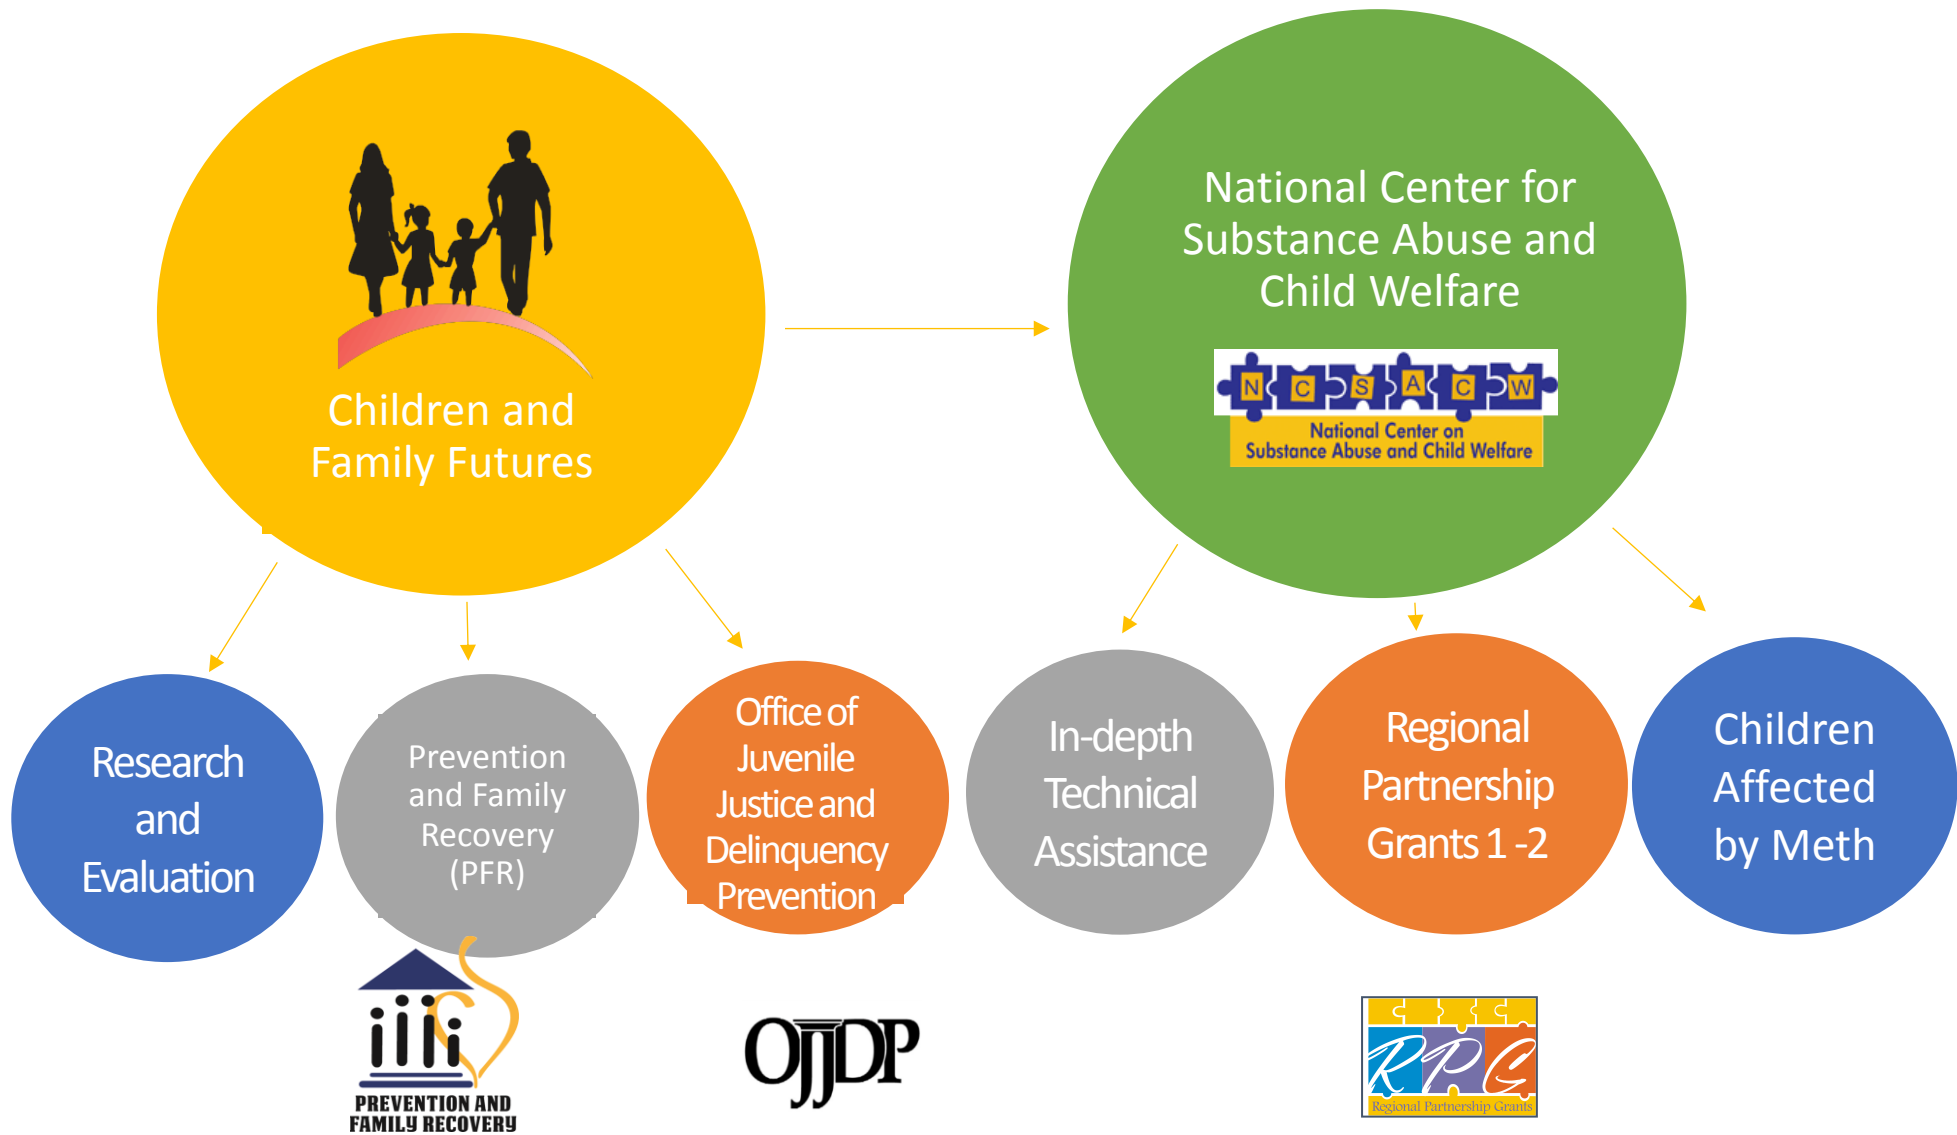 Children and
Family Futures
National Center for
Substance Abuse and
Child Welfare
N C S A C W
National Center on
Substance Abuse and Child Welfare
Research
and
Evaluation
Prevention
and Family
Recovery
(PFR)
Office of
Juvenile
Justice and
Delinquency
Prevention
In-depth
Technical
Assistance
Regional
Partnership
Grants 1 -2
Children
Affected
by Meth
PREVENTION AND
FAMILY RECOVERY
OJJDP
RPG
Regional Partnership Grants